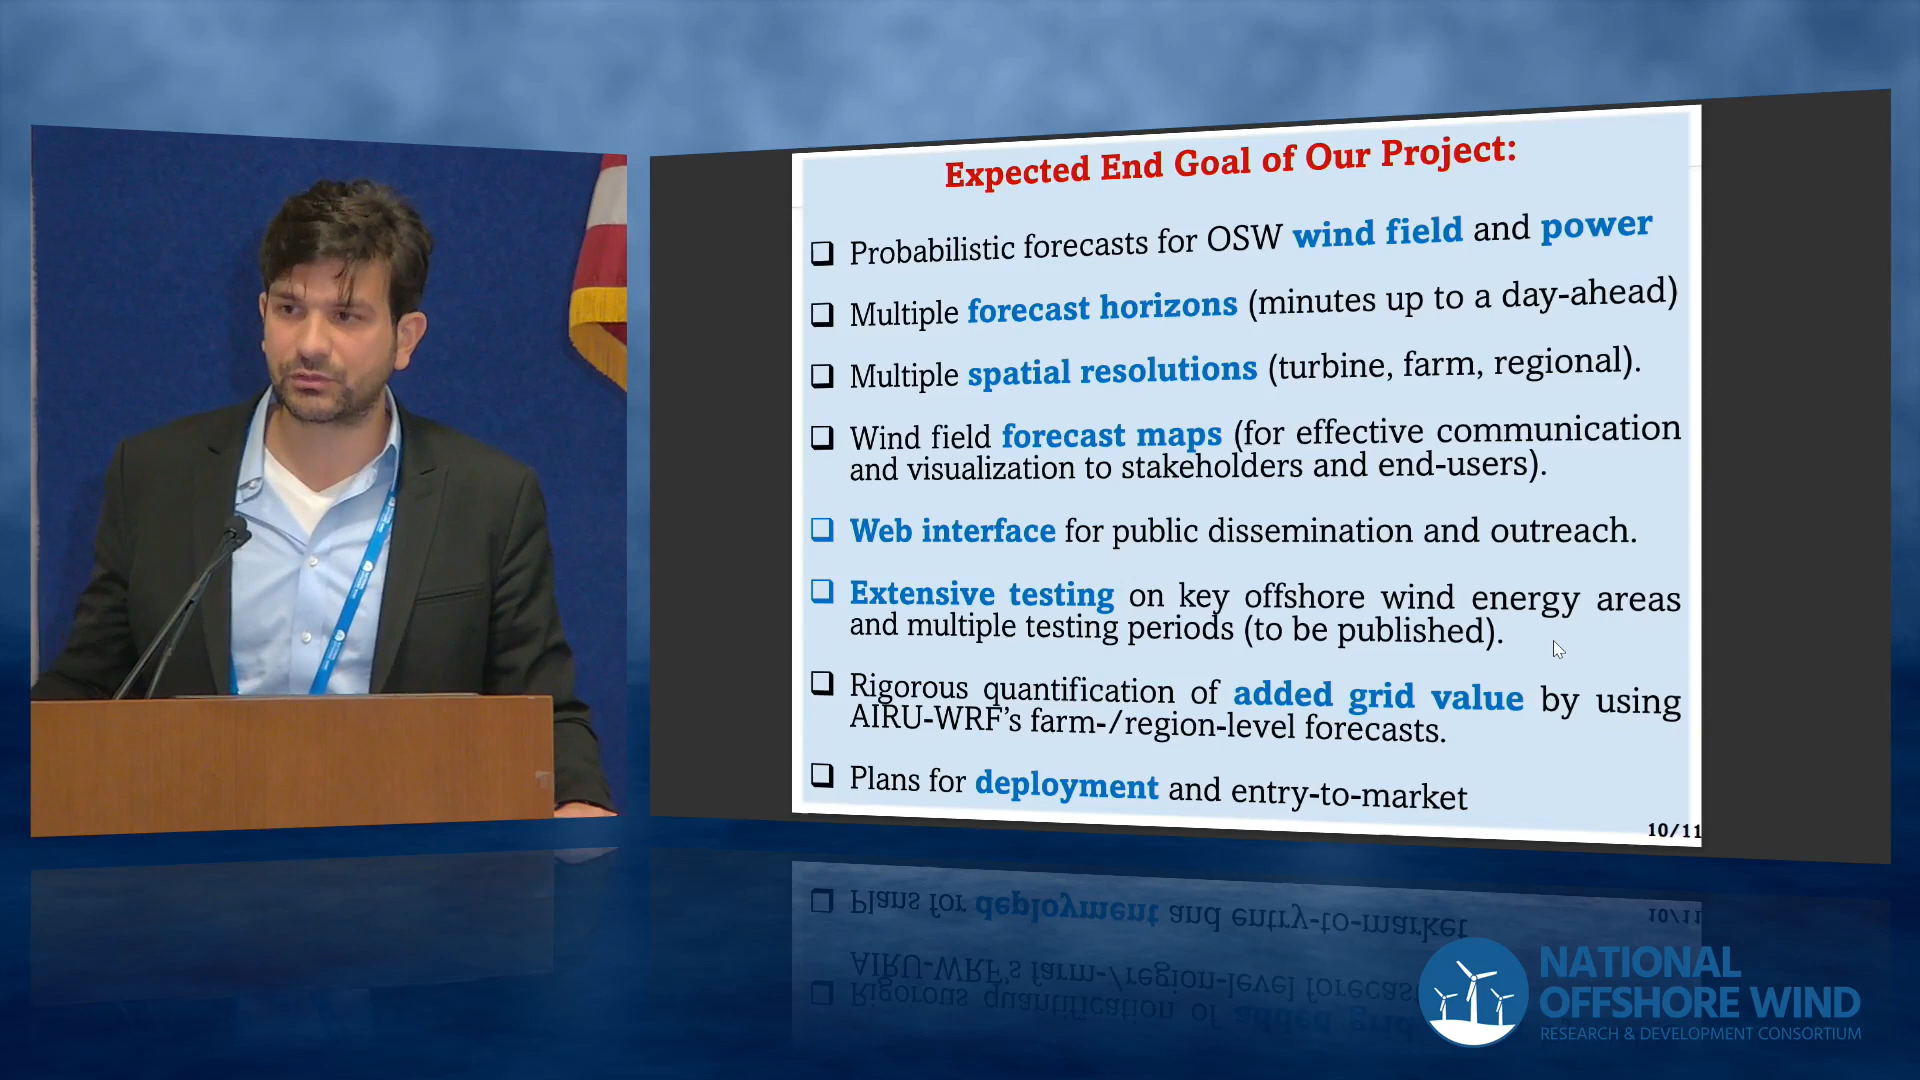 Expected End Goal of Our Project:
❑ Probabilistic forecasts for OSW wind field and power
❑ Multiple forecast horizons (minutes up to a day-ahead)
❑ Multiple spatial resolutions (turbine, farm, regional).
❑ Wind field forecast maps (for effective communication
and visualization to stakeholders and end-users).
❑ Web interface for public dissemination and outreach.
❑ Extensive testing on key offshore wind energy areas
and multiple testing periods (to be published).
❑ Rigorous quantification of added grid value by using
AIRU-WRF's farm-/region-level forecasts.
❑ Plans for deployment and entry-to-market
10/11
NATIONAL
OFFSHORE WIND
RESEARCH & DEVELOPMENT CONSORTIUM